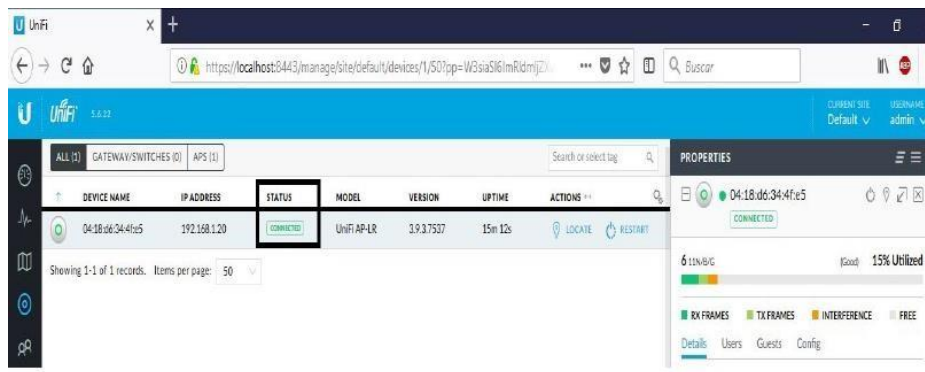 UniFi
https://localhost:8443/manage/site/default/devices/1/50?pp=W3siaSI6ImRldmljZX
Buscar
UniFi 5.6.22
CURRENT SITE
Default
USERNAME
admin
ALL (1) GATEWAY/SWITCHES (0) APS (1)
Search or select tag
PROPERTIES
DEVICE NAME IP ADDRESS STATUS MODEL VERSION UPTIME ACTIONS
04:18:d6:34:4f:e5
CONNECTED
04:18:d6:34:4f:e5 192.168.1.20 CONNECTED UniFi AP-LR 3.9.3.7537 15m 12s LOCATE RESTART
Showing 1-1 of 1 records. Items per page: 50
6 11N/B/G (Good) 15% Utilized
RX FRAMES TX FRAMES INTERFERENCE FREE
Details Users Guests Config